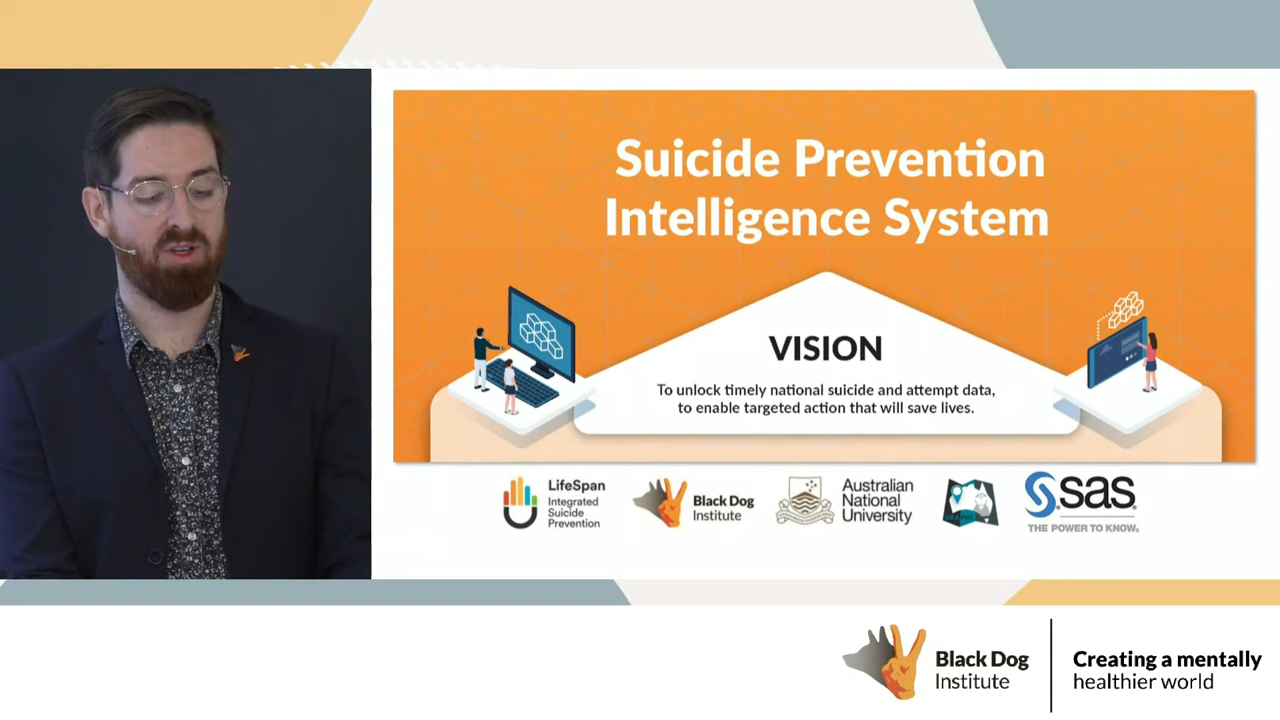 Suicide Prevention
Intelligence System
VISION
To unlock timely national suicide and attempt data,
to enable targeted action that will save lives.
LifeSpan
Integrated
Suicide
Prevention
Black Dog
Institute
Australian
National
University
sas
THE POWER TO KNOW®
Black Dog
Institute
Creating a mentally
healthier world